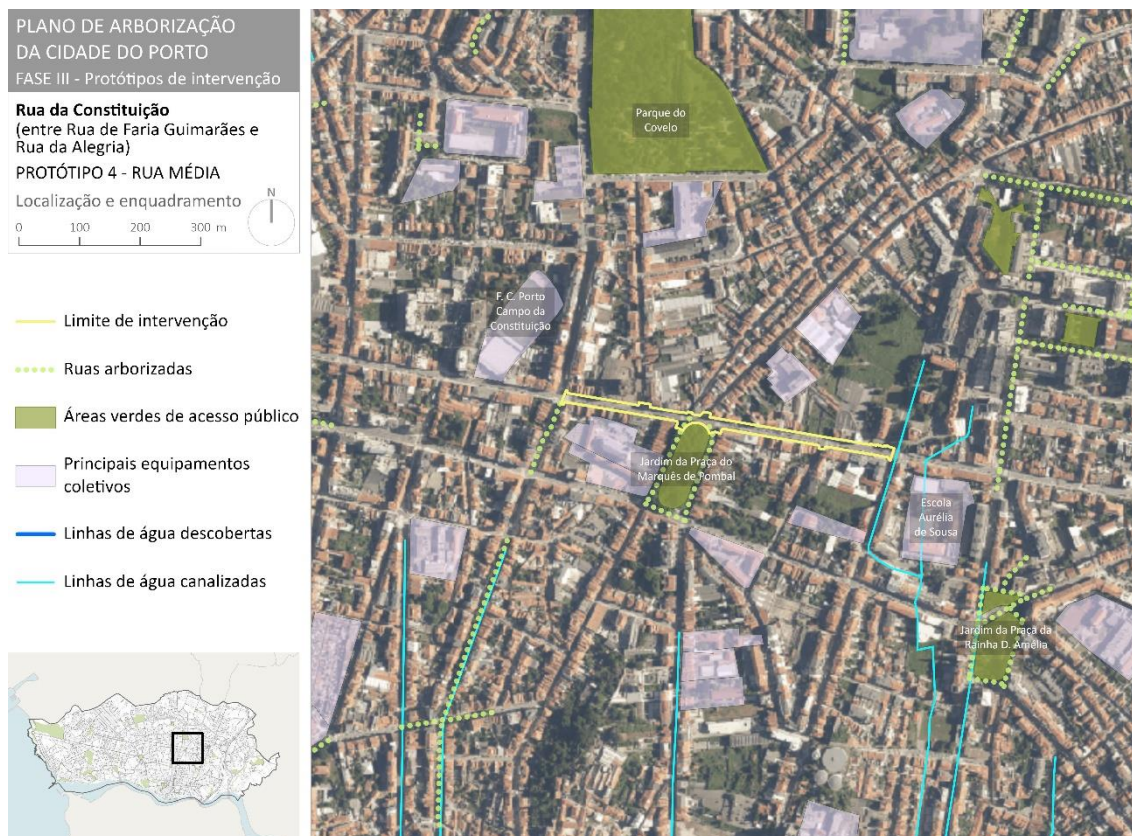 PLANO DE ARBORIZAÇÃO
DA CIDADE DO PORTO
FASE III - Protótipos de intervenção
Rua da Constituição
(entre Rua de Faria Guimarães e
Rua da Alegria)
PROTÓTIPO 4 - RUA MÉDIA
Localização e enquadramento
N
0 100 200 300 m
Limite de intervenção
Ruas arborizadas
Áreas verdes de acesso público
Principais equipamentos
coletivos
Linhas de água descobertas
Linhas de água canalizadas
Parque do
Covelo
F. C. Porto
Campo da
Constituição
Jardim da Praça do
Marquês de Pombal
Escola
Aurélia
de Sousa
Jardim da Praça da
Rainha D. Amélia